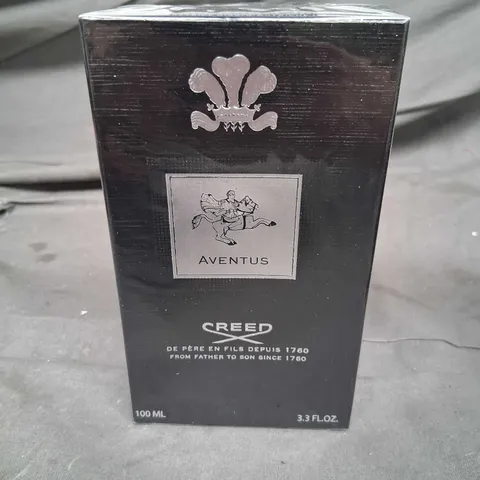 AVENTUS
CREED
DE PÈRE EN FILS DEPUIS 1760
FROM FATHER TO SON SINCE 1760
100 ML 3.3 FL.OZ.